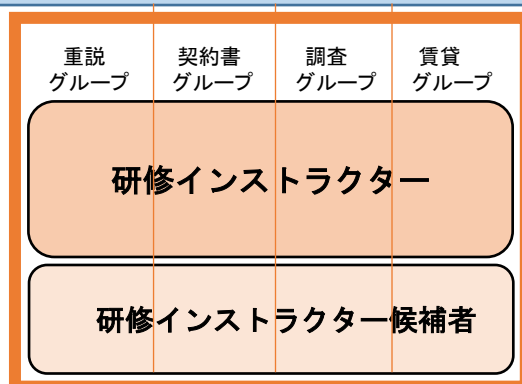 重説
グループ
契約書
グループ
調査
グループ
賃貸
グループ
研修インストラクター
研修インストラクター候補者